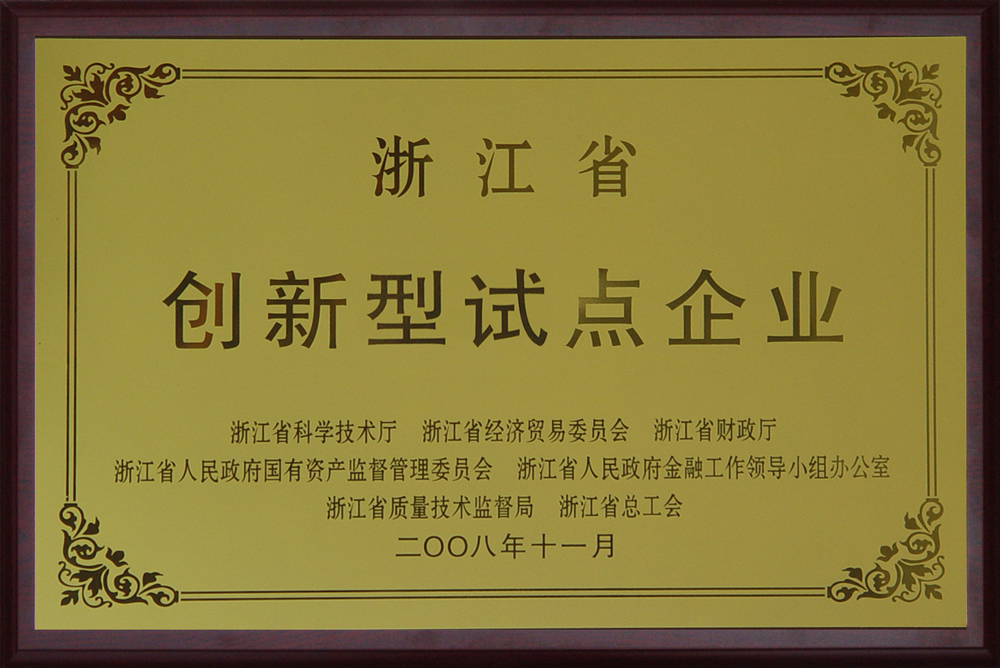 浙江省
创新型试点企业
浙江省科学技术厅 浙江省经济贸易委员会 浙江省财政厅
浙江省人民政府国有资产监督管理委员会 浙江省人民政府金融工作领导小组办公室
浙江省质量技术监督局 浙江省总工会
二〇〇八年十一月